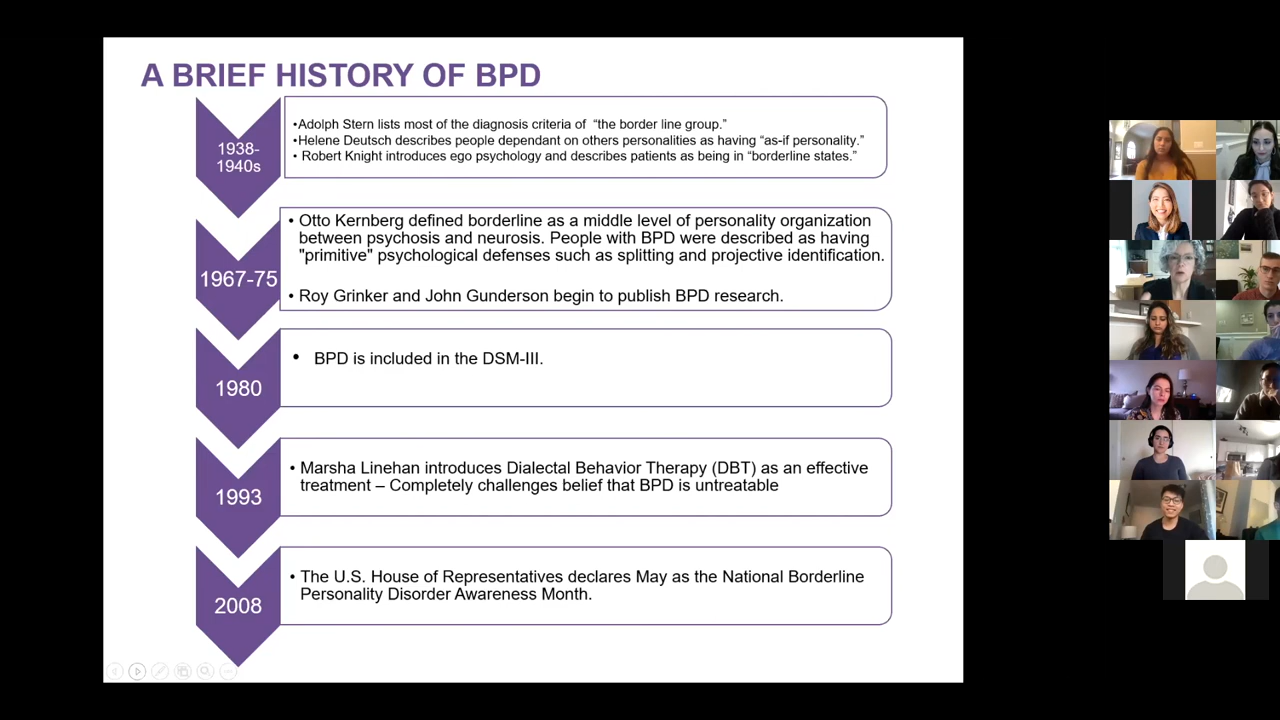 A BRIEF HISTORY OF BPD
1938-
1940s
•Adolph Stern lists most of the diagnosis criteria of “the border line group.”
•Helene Deutsch describes people dependant on others personalities as having “as-if personality.”
• Robert Knight introduces ego psychology and describes patients as being in “borderline states.”
1967-75
• Otto Kernberg defined borderline as a middle level of personality organization
between psychosis and neurosis. People with BPD were described as having
"primitive" psychological defenses such as splitting and projective identification.
• Roy Grinker and John Gunderson begin to publish BPD research.
1980
• BPD is included in the DSM-III.
1993
• Marsha Linehan introduces Dialectal Behavior Therapy (DBT) as an effective
treatment – Completely challenges belief that BPD is untreatable
2008
• The U.S. House of Representatives declares May as the National Borderline
Personality Disorder Awareness Month.